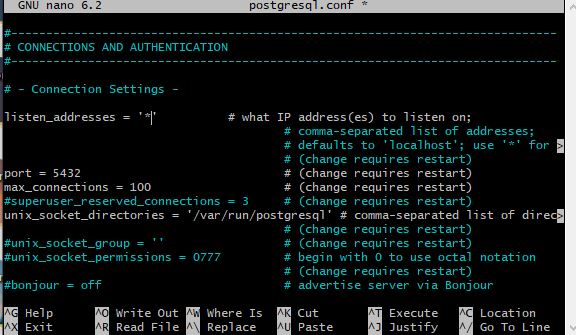 GNU nano 6.2 postgresql.conf *
#------------------------------------------------------------------------------
# CONNECTIONS AND AUTHENTICATION
#------------------------------------------------------------------------------
# - Connection Settings -
listen_addresses = '*' # what IP address(es) to listen on;
# comma-separated list of addresses;
# defaults to 'localhost'; use '*' for >
# (change requires restart)
port = 5432 # (change requires restart)
max_connections = 100 # (change requires restart)
#superuser_reserved_connections = 3 # (change requires restart)
unix_socket_directories = '/var/run/postgresql' # comma-separated list of direc>
# (change requires restart)
#unix_socket_group = '' # (change requires restart)
#unix_socket_permissions = 0777 # begin with 0 to use octal notation
# (change requires restart)
#bonjour = off # advertise server via Bonjour
^G Help ^O Write Out ^W Where Is ^K Cut ^T Execute ^C Location
^X Exit ^R Read File ^\ Replace ^U Paste ^J Justify ^/ Go To Line